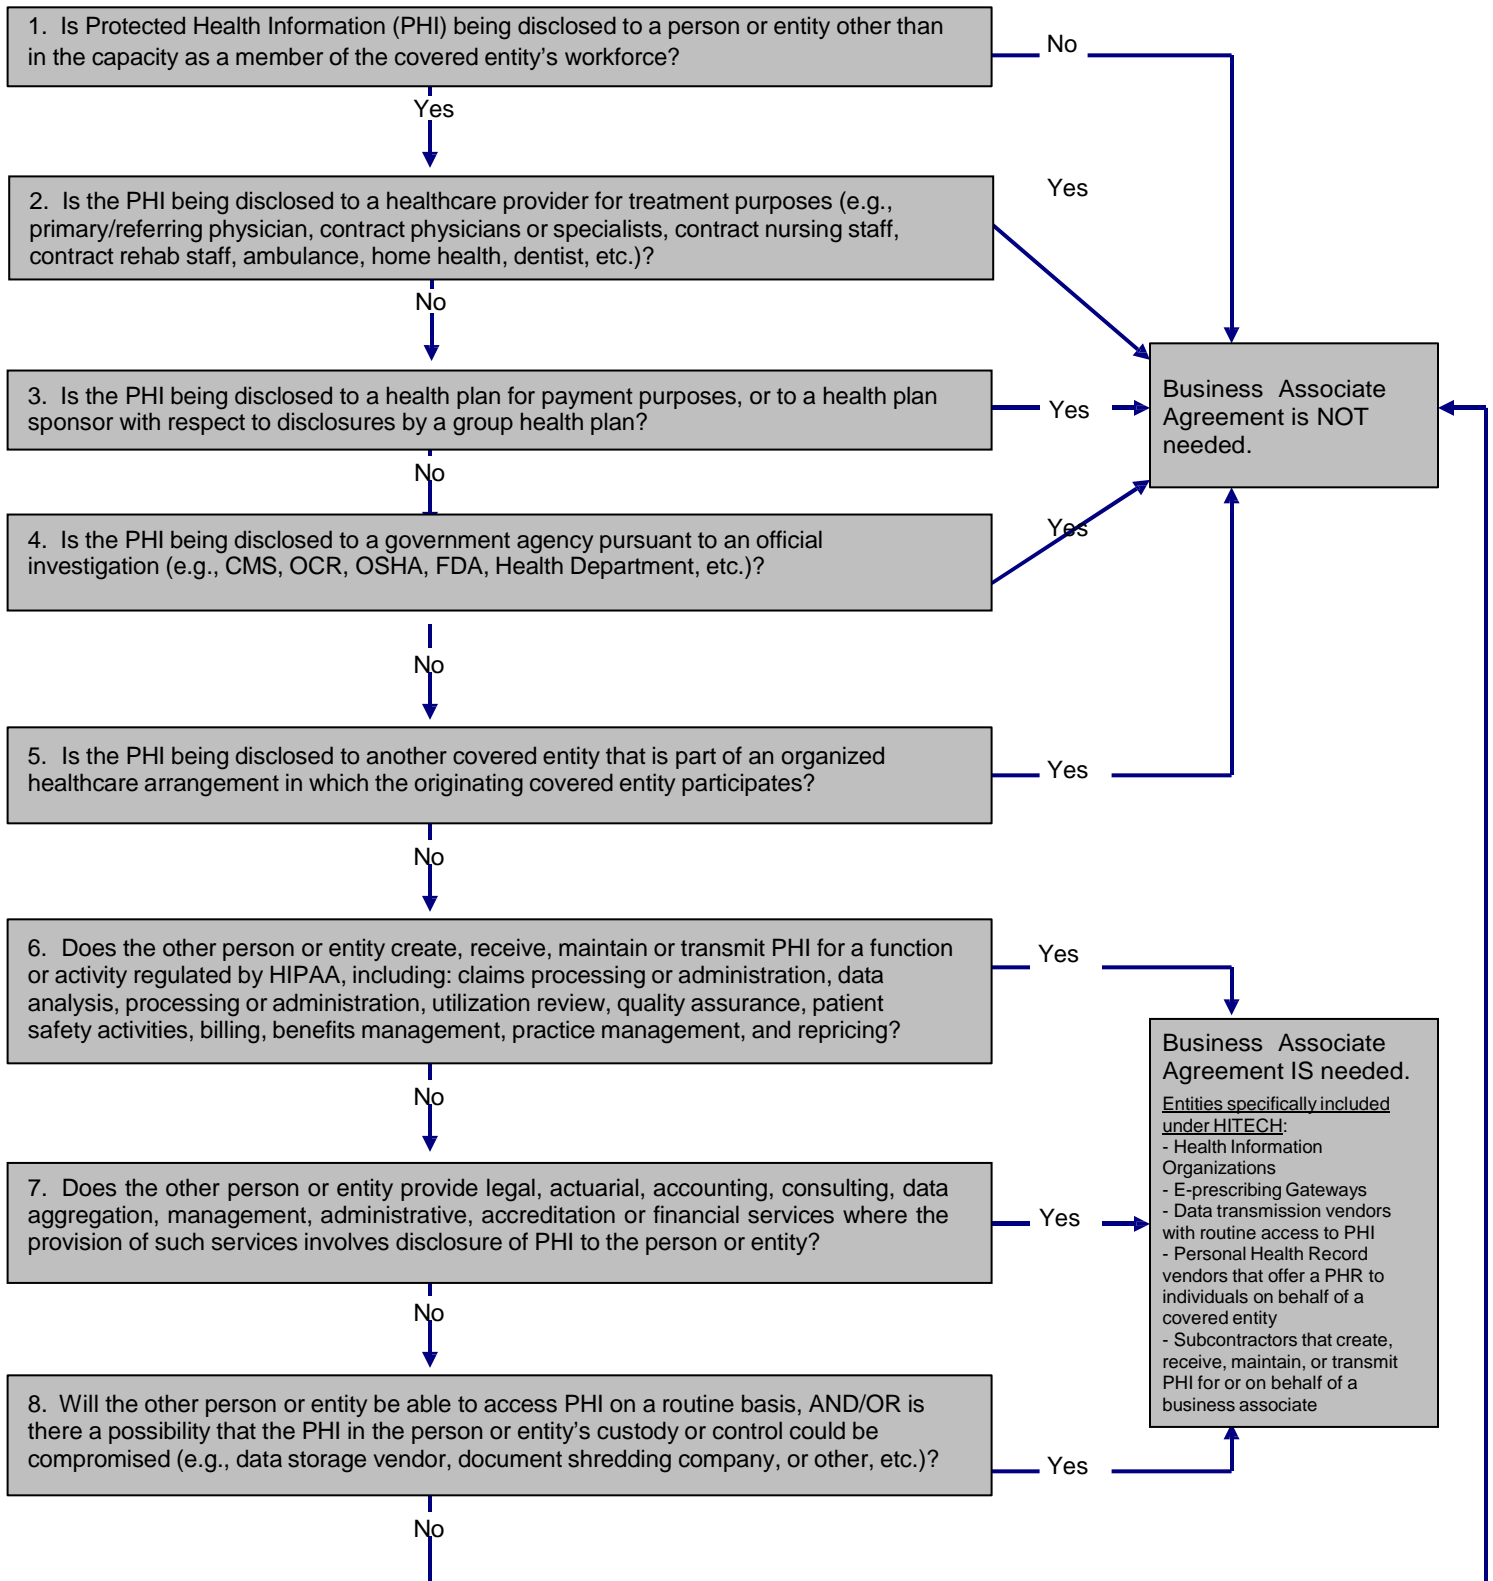 1. Is Protected Health Information (PHI) being disclosed to a person or entity other than
in the capacity as a member of the covered entity’s workforce?
No
Yes
2. Is the PHI being disclosed to a healthcare provider for treatment purposes (e.g.,
primary/referring physician, contract physicians or specialists, contract nursing staff,
contract rehab staff, ambulance, home health, dentist, etc.)?
Yes
No
3. Is the PHI being disclosed to a health plan for payment purposes, or to a health plan
sponsor with respect to disclosures by a group health plan?
Yes
Business Associate
Agreement is NOT
needed.
No
4. Is the PHI being disclosed to a government agency pursuant to an official
investigation (e.g., CMS, OCR, OSHA, FDA, Health Department, etc.)?
Yes
No
5. Is the PHI being disclosed to another covered entity that is part of an organized
healthcare arrangement in which the originating covered entity participates?
Yes
No
6. Does the other person or entity create, receive, maintain or transmit PHI for a function
or activity regulated by HIPAA, including: claims processing or administration, data
analysis, processing or administration, utilization review, quality assurance, patient
safety activities, billing, benefits management, practice management, and repricing?
Yes
No
Business Associate
Agreement IS needed.
Entities specifically included
under HITECH:
- Health Information
Organizations
- E-prescribing Gateways
- Data transmission vendors
with routine access to PHI
- Personal Health Record
vendors that offer a PHR to
individuals on behalf of a
covered entity
- Subcontractors that create,
receive, maintain, or transmit
PHI for or on behalf of a
business associate
7. Does the other person or entity provide legal, actuarial, accounting, consulting, data
aggregation, management, administrative, accreditation or financial services where the
provision of such services involves disclosure of PHI to the person or entity?
Yes
No
8. Will the other person or entity be able to access PHI on a routine basis, AND/OR is
there a possibility that the PHI in the person or entity’s custody or control could be
compromised (e.g., data storage vendor, document shredding company, or other, etc.)?
Yes
No